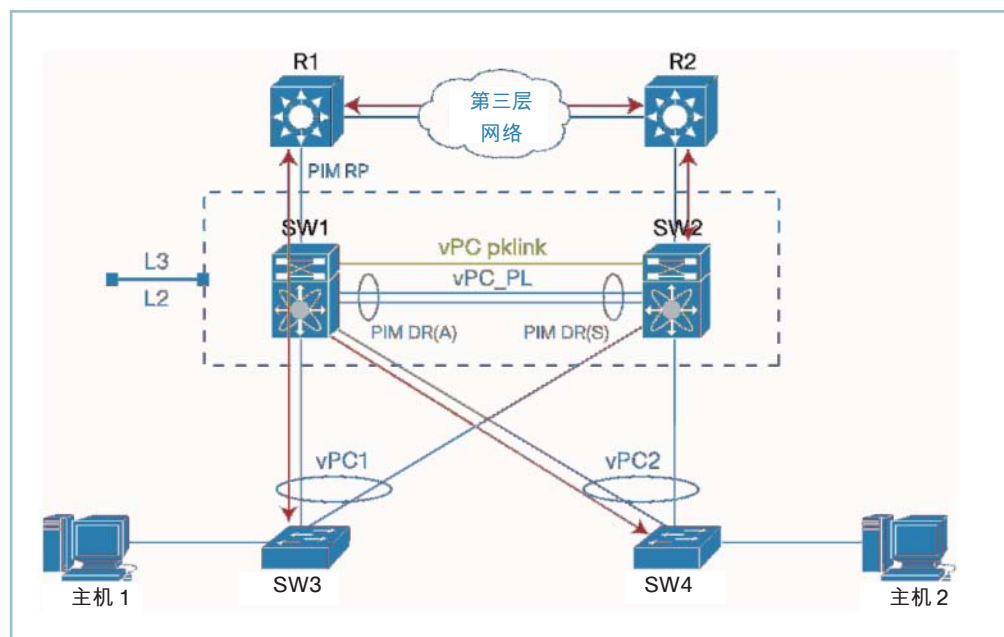 R1
R2
第三层
网络
PIM RP
SW1
SW2
vPC pklink
vPC_PL
L3
L2
PIM DR(A)
PIM DR(S)
vPC1
vPC2
主机 1
SW3
SW4
主机 2